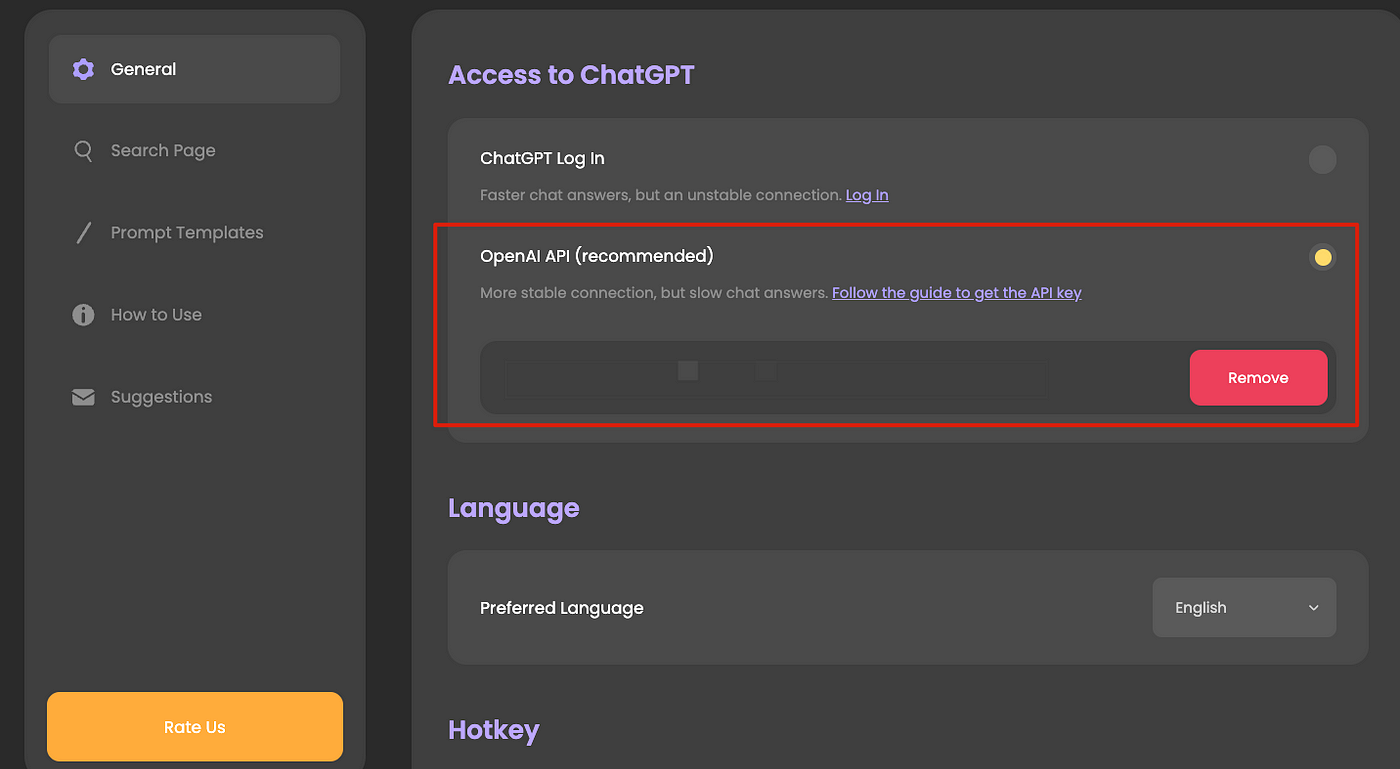 General
Search Page
Prompt Templates
How to Use
Suggestions
Rate Us
Access to ChatGPT
ChatGPT Log In
Faster chat answers, but an unstable connection. Log In
OpenAI API (recommended)
More stable connection, but slow chat answers. Follow the guide to get the API key
Remove
Language
Preferred Language
English
Hotkey